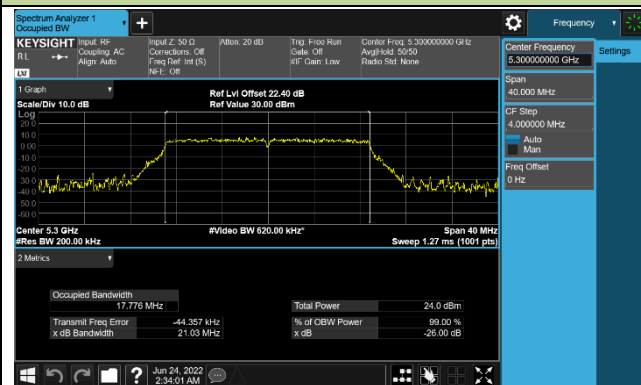 Spectrum Analyzer 1
Occupied BW
Frequency
KEYSIGHT
RL
LXI
Input: RF
Coupling: AC
Align: Auto
Input Z: 50 Ω
Corrections: Off
Freq Ref: Int (S)
NFE: Off
Atten: 20 dB
Trig: Free Run
Gate: Off
#IF Gain: Low
Center Freq: 5.300000000 GHz
Avg|Hold: 50/50
Radio Std: None
Center Frequency
5.300000000 GHz
Settings
Span
40.000 MHz
CF Step
4.000000 MHz
Auto
Man
Freq Offset
0 Hz
1 Graph
Scale/Div 10.0 dB
Ref Lvl Offset 22.40 dB
Ref Value 30.00 dBm
Log
20.0
10.0
0.00
-10.0
-20.0
-30.0
-40.0
-50.0
-60.0
Center 5.3 GHz
#Res BW 200.00 kHz
#Video BW 620.00 kHz*
Span 40 MHz
Sweep 1.27 ms (1001 pts)
2 Metrics
Occupied Bandwidth
17.776 MHz
Total Power 24.0 dBm
Transmit Freq Error -44.357 kHz
% of OBW Power 99.00 %
x dB Bandwidth 21.03 MHz
x dB -26.00 dB
Jun 24, 2022
2:34:01 AM